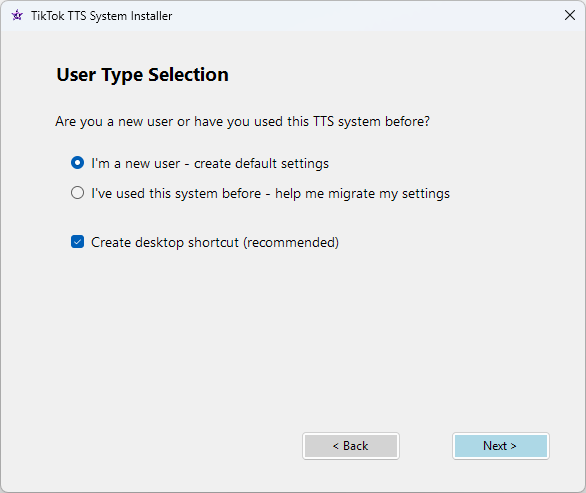 TikTok TTS System Installer
User Type Selection
Are you a new user or have you used this TTS system before?
I'm a new user - create default settings
I've used this system before - help me migrate my settings
Create desktop shortcut (recommended)
< Back
Next >